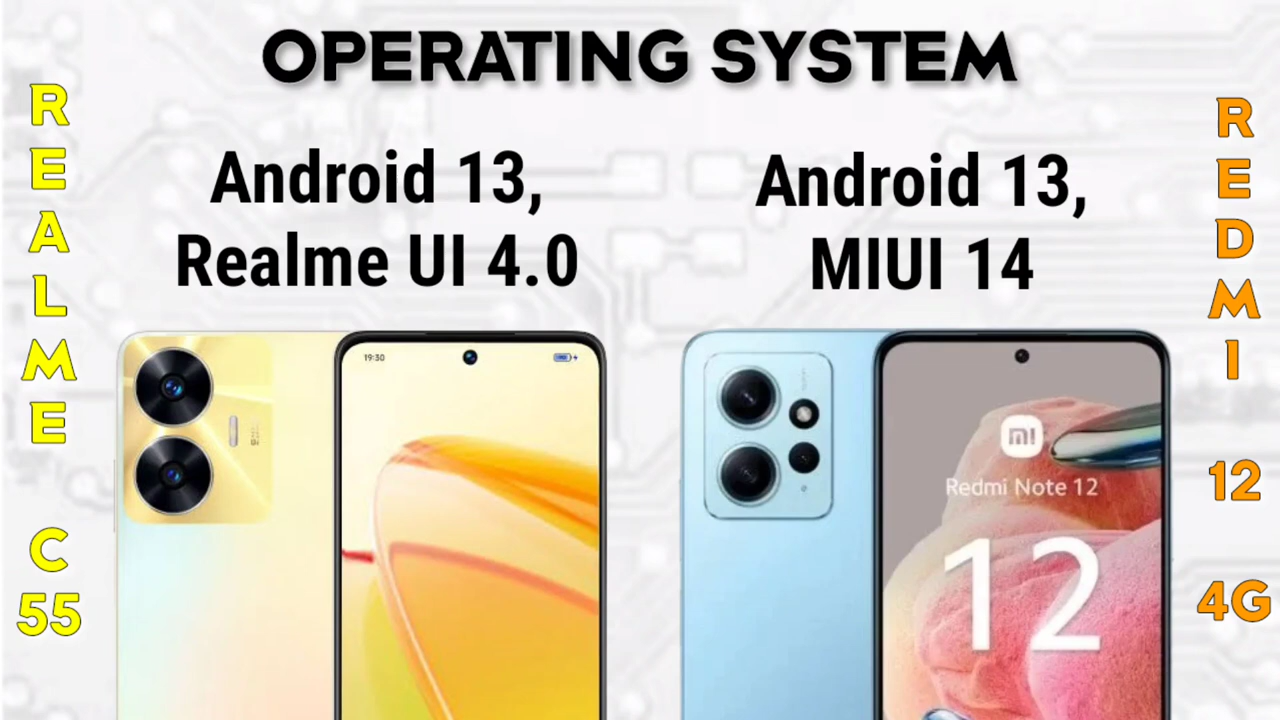 OPERATING SYSTEM
REALME
C
55
Android 13,
Realme UI 4.0
Android 13,
MIUI 14
REDMI
12
4G
19:30
mi
Redmi Note 12
12